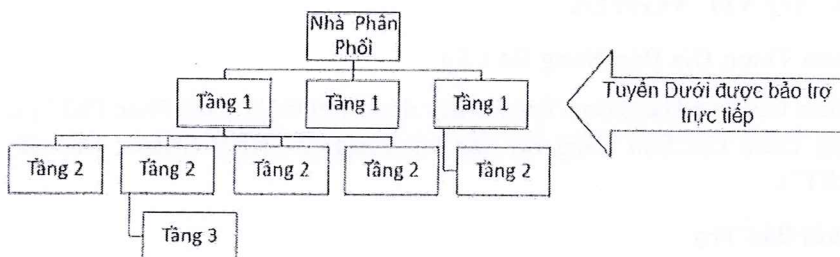 Nhà Phân
Phối
Tầng 1
Tầng 1
Tầng 1
Tuyến Dưới được bảo trợ
trực tiếp
Tầng 2
Tầng 2
Tầng 2
Tầng 2
Tầng 2
Tầng 3